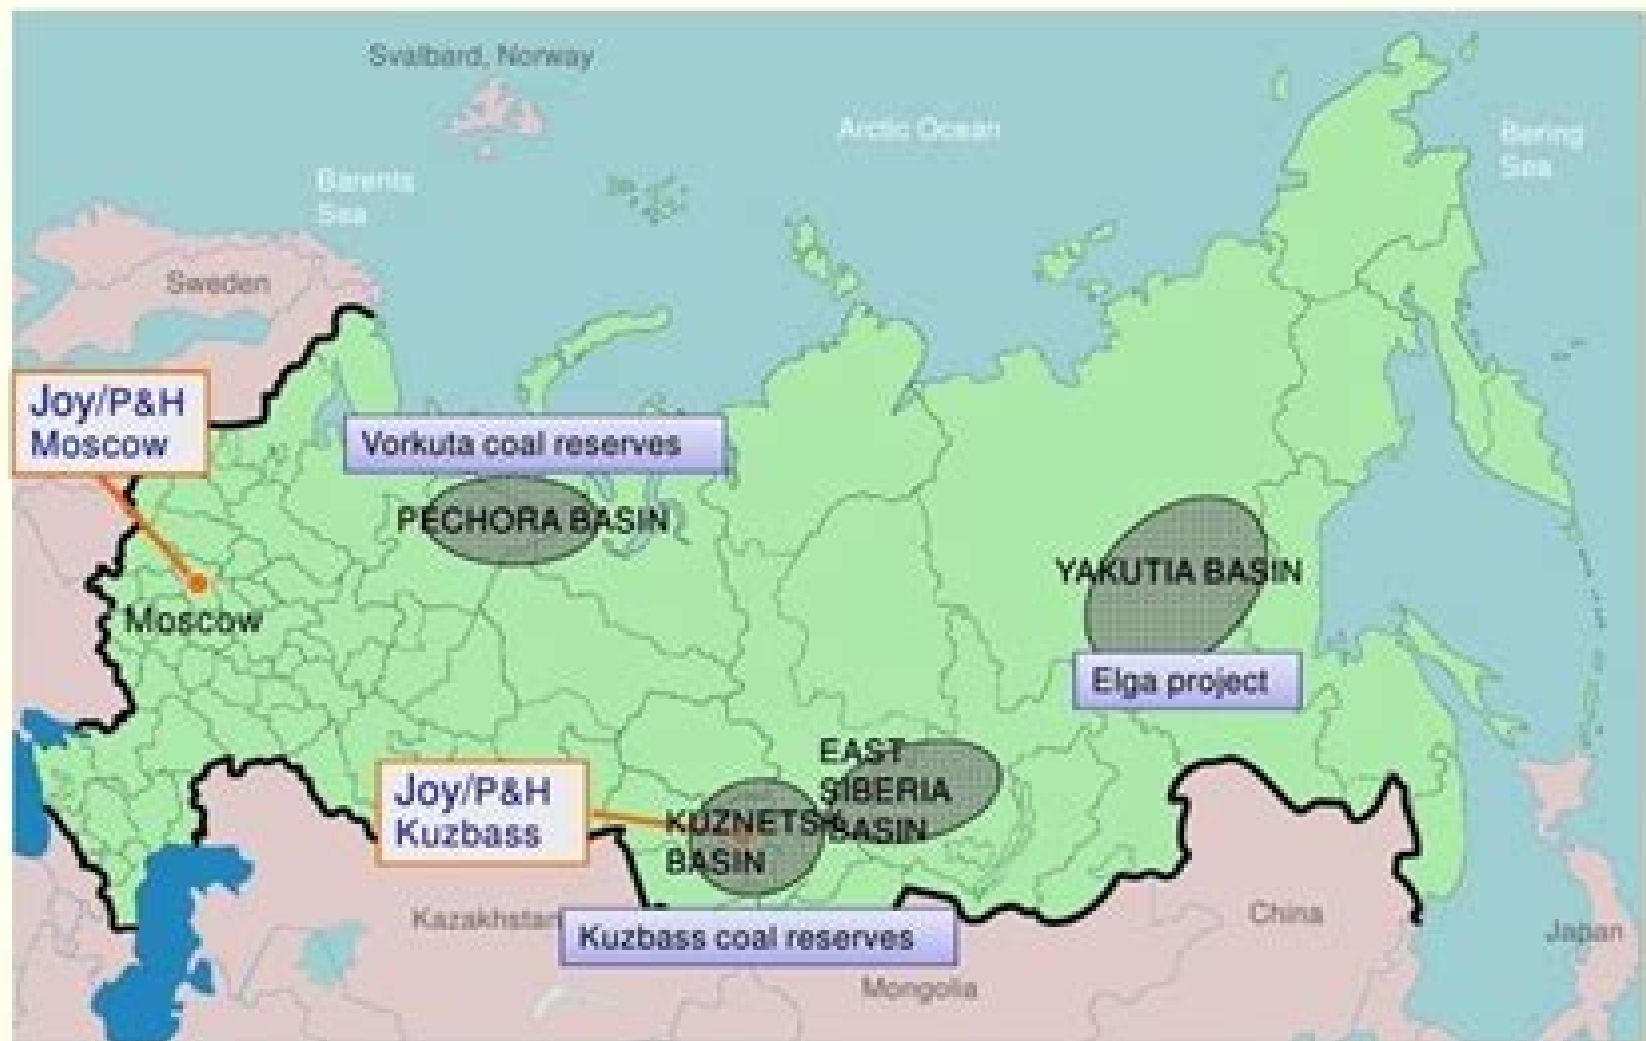 Svalbard, Norway
Arctic Ocean
Bering
Sea
Barents
Sea
Sweden
Joy/P&H
Moscow
Vorkuta coal reserves
PECHORA BASIN
YAKUTIA BASIN
Moscow
Elga project
EAST
SIBERIA
BASIN
Joy/P&H
Kuzbass
KUZNETSK
BASIN
Kazakhstan
Kuzbass coal reserves
China
Japan
Mongolia